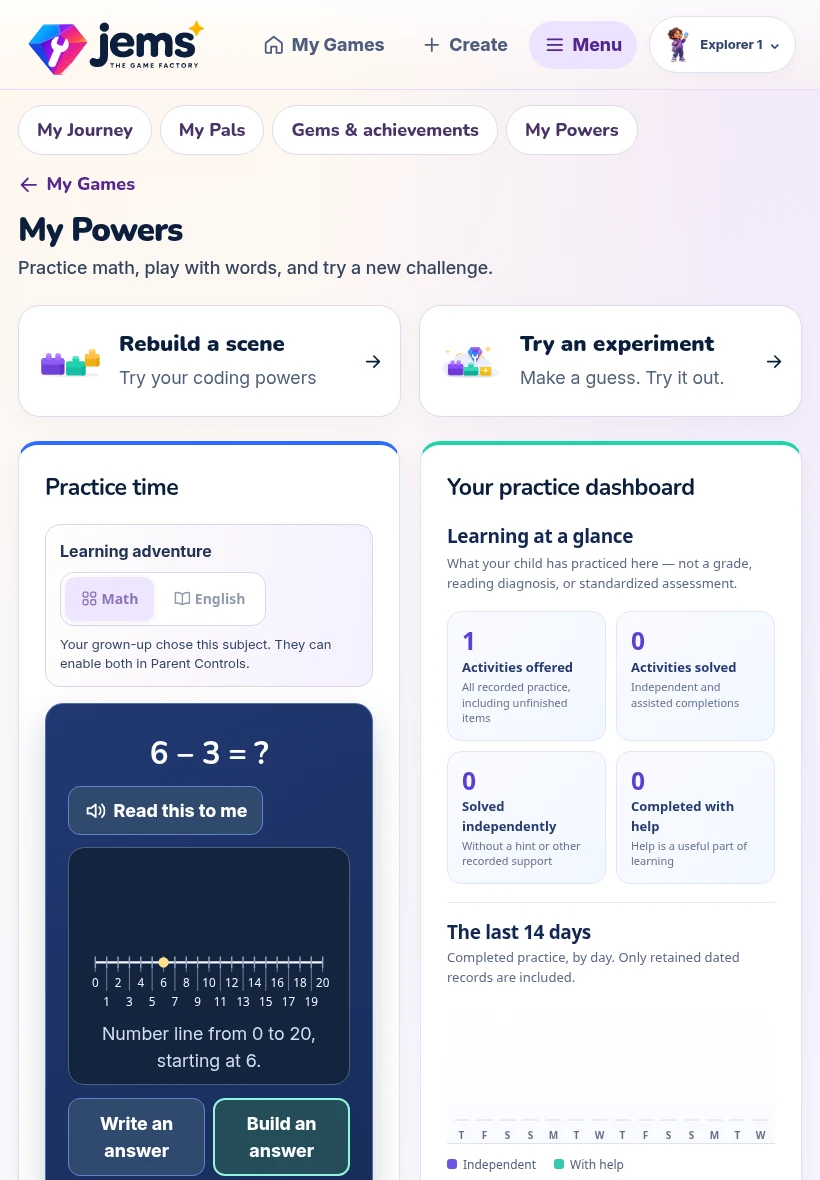 jems
THE GAME FACTORY
My Games
Create
Menu
Explorer 1
My Journey
My Pals
Gems & achievements
My Powers
My Games
My Powers
Practice math, play with words, and try a new challenge.
Rebuild a scene
Try your coding powers
Try an experiment
Make a guess. Try it out.
Practice time
Learning adventure
Math
English
Your grown-up chose this subject. They can
enable both in Parent Controls.
6 – 3 = ?
Read this to me
0 2 4 6 8 10 12 14 16 18 20
1 3 5 7 9 11 13 15 17 19
Number line from 0 to 20,
starting at 6.
Write an
answer
Build an
answer
Your practice dashboard
Learning at a glance
What your child has practiced here — not a grade,
reading diagnosis, or standardized assessment.
1
Activities offered
All recorded practice,
including unfinished
items
0
Activities solved
Independent and
assisted completions
0
Solved
independently
Without a hint or other
recorded support
0
Completed with
help
Help is a useful part of
learning
The last 14 days
Completed practice, by day. Only retained dated
records are included.
T F S S M T W T F S S M T W
Independent
With help